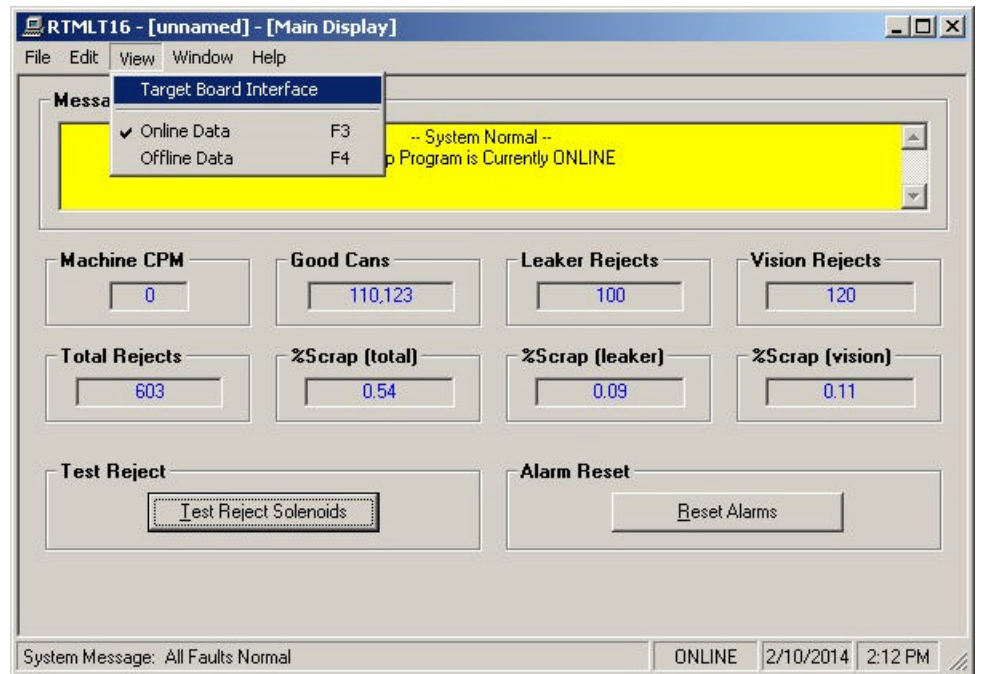 RTMLT16 - [unnamed] - [Main Display]
File Edit View Window Help
Target Board Interface
Online Data F3
Offline Data F4
Messa
-- System Normal --
p Program is Currently ONLINE
Machine CPM Good Cans Leaker Rejects Vision Rejects
0 110,123 100 120
Total Rejects %Scrap (total) %Scrap (leaker) %Scrap (vision)
603 0.54 0.09 0.11
Test Reject Alarm Reset
Test Reject Solenoids Reset Alarms
System Message: All Faults Normal ONLINE 2/10/2014 2:12 PM